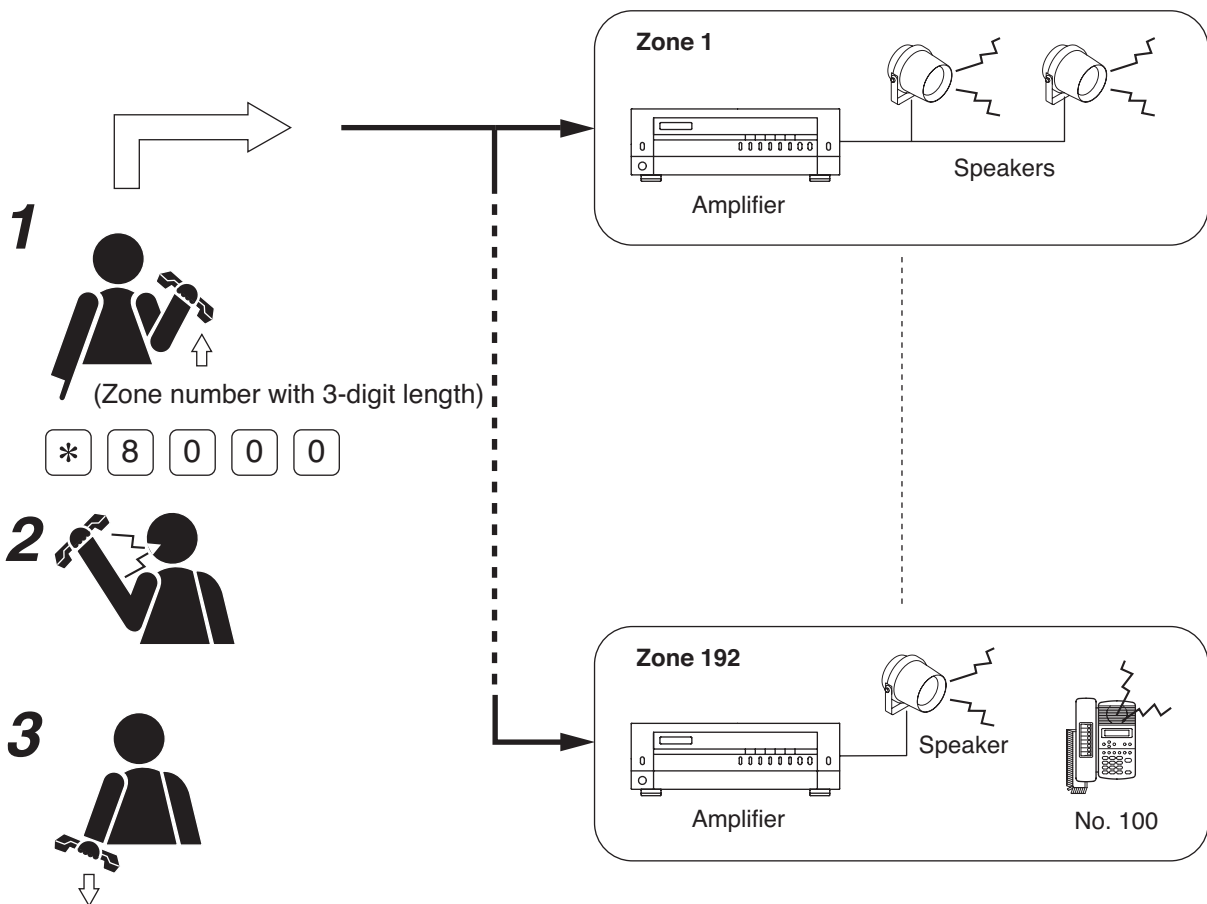 Zone 1
Speakers
Amplifier
1
(Zone number with 3-digit length)
* 8 0 0 0
2
Zone 192
Speaker
Amplifier
No. 100
3